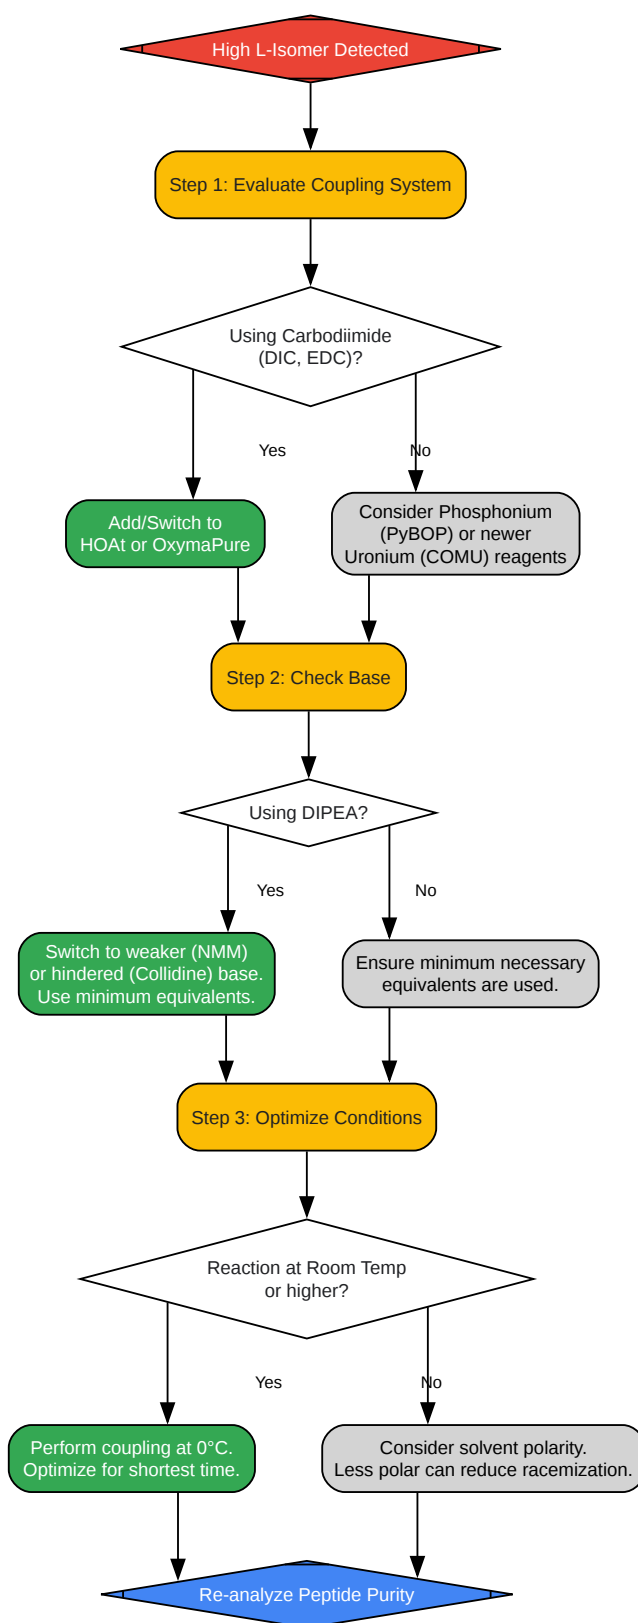 High L-Isomer Detected
Step 1: Evaluate Coupling System
Using Carbodiimide
(DIC, EDC)?
Yes
No
Add/Switch to
HOAt or OxymaPure
Consider Phosphonium
(PyBOP) or newer
Uronium (COMU) reagents
Step 2: Check Base
Using DIPEA?
Yes
No
Switch to weaker (NMM)
or hindered (Collidine) base.
Use minimum equivalents.
Ensure minimum necessary
equivalents are used.
Step 3: Optimize Conditions
Reaction at Room Temp
or higher?
Yes
No
Perform coupling at 0°C.
Optimize for shortest time.
Consider solvent polarity.
Less polar can reduce racemization.
Re-analyze Peptide Purity